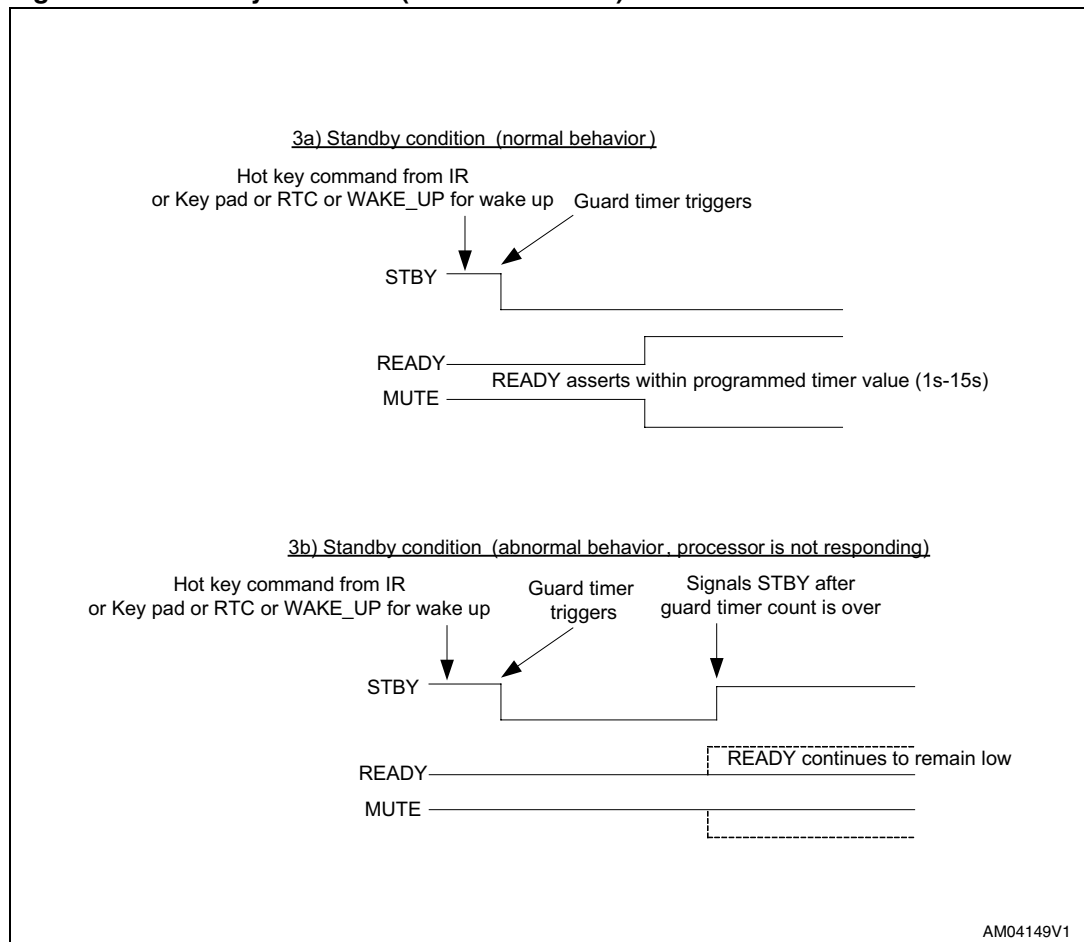 3a) Standby condition (normal behavior)
Hot key command from IR
or Key pad or RTC or WAKE_UP for wake up
Guard timer triggers
STBY
READY
READY asserts within programmed timer value (1s-15s)
MUTE
3b) Standby condition (abnormal behavior, processor is not responding)
Hot key command from IR
or Key pad or RTC or WAKE_UP for wake up
Guard timer
triggers
Signals STBY after
guard timer count is over
STBY
READY continues to remain low
READY
MUTE
AM04149V1